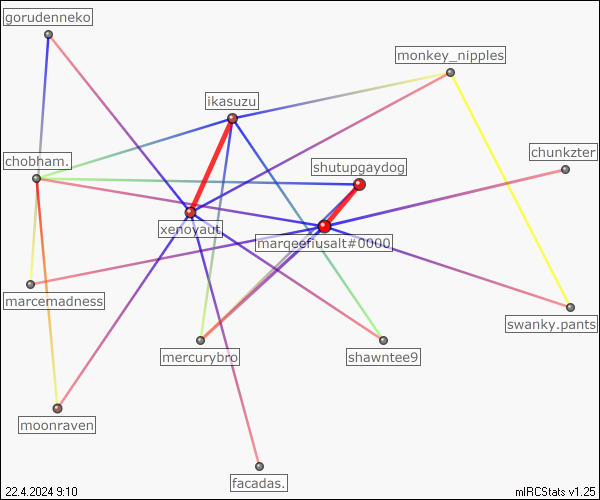 gorudenneko
monkey_nipples
ikasuzu
chunkzter
chobham.
shutupgaydog
xenovaut
marqeefiusalt#0000
marcemadness
swanky.pants
mercurybro
shawntee9
moonraven
facadas.
22.4.2024 9:10
mIRCStats v1.25